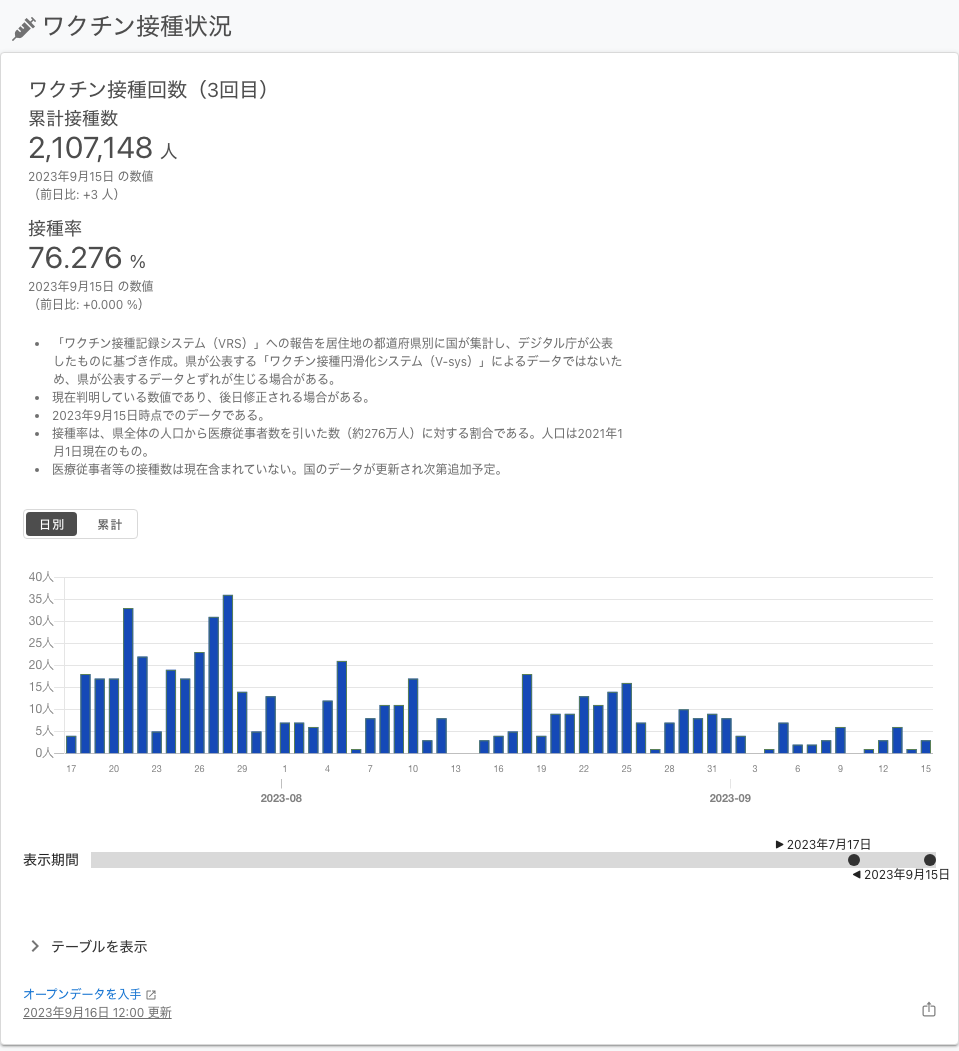 ワクチン接種状況
ワクチン接種回数（3回目）
累計接種数
2,107,148 人
2023年9月15日 の数値
（前日比: +3 人）
接種率
76.276 %
2023年9月15日 の数値
（前日比: +0.000 %）
• 「ワクチン接種記録システム（VRS）」への報告を居住地の都道府県別に国が集計し、デジタル庁が公表
したものに基づき作成。県が公表する「ワクチン接種円滑化システム（V-sys）」によるデータではないた
め、県が公表するデータとずれが生じる場合がある。
• 現在判明している数値であり、後日修正される場合がある。
• 2023年9月15日時点でのデータである。
• 接種率は、県全体の人口から医療従事者数を引いた数（約276万人）に対する割合である。人口は2021年1
月1日現在のもの。
• 医療従事者等の接種数は現在含まれていない。国のデータが更新され次第追加予定。
日別 累計
40人
35人
30人
25人
20人
15人
10人
5人
0人
17 20 23 26 29 1 4 7 10 13 16 19 22 25 28 31 3 6 9 12 15
2023-08 2023-09
▶ 2023年7月17日
表示期間
◀ 2023年9月15日
テーブルを表示
オープンデータを入手
2023年9月16日 12:00 更新